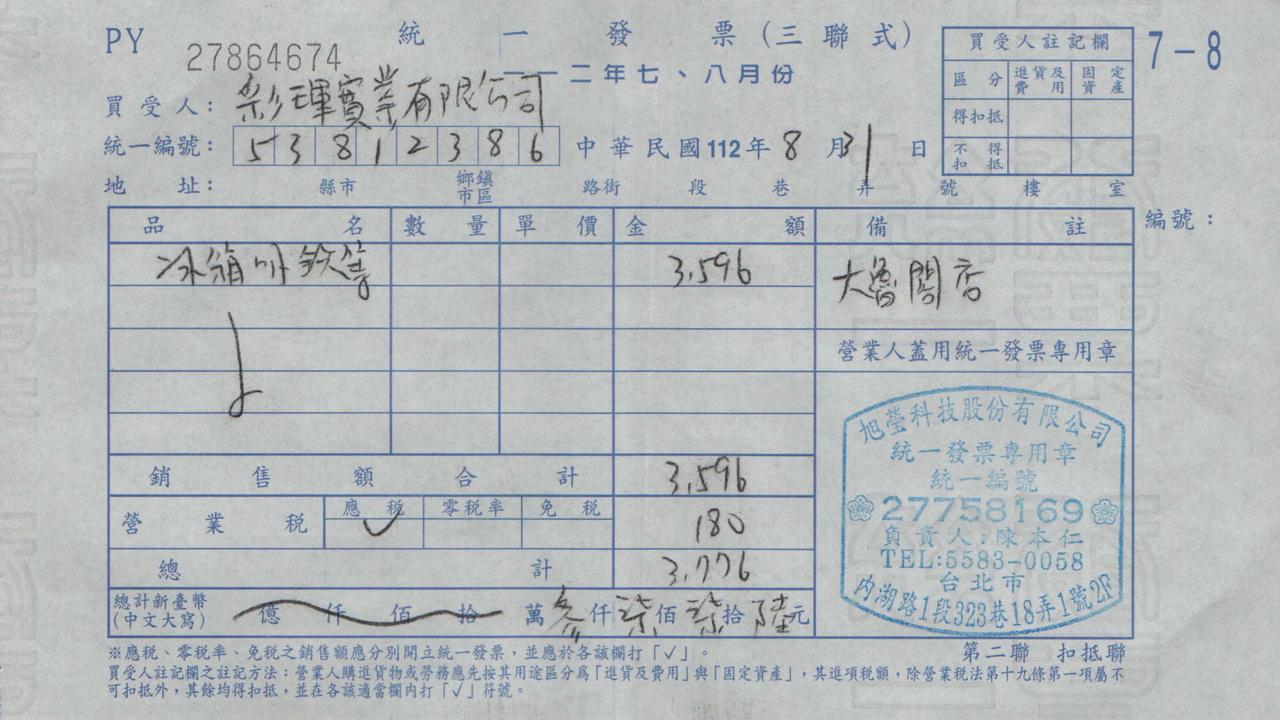 PY 27864674
統一發票(三聯式)
一一二年七、八月份
7-8
買受人註記欄
區分 進貨及費用 固定資產
得扣抵
不得扣抵
買受人：彩琿實業有限公司
統一編號：53812386 中華民國112年8月31日
地址： 縣市 鄉鎮市區 路街 段 巷 弄 號 樓 室
編號：
品名 數量 單價 金額 備註
冰箱 等 3,596 大魯閣店
營業人蓋用統一發票專用章
銷售額合計 3,596
營業稅 應稅 ✓ 零稅率 免稅 180
總計 3,776
總計新臺幣(中文大寫) 億 仟 佰 拾 萬 參仟柒佰柒拾陸元
旭瑩科技股份有限公司
統一發票專用章
統一編號
27758169
負責人:陳本仁
TEL:5583-0058
台北市
內湖路1段323巷18弄1號2F
※應稅、零稅率、免稅之銷售額應分別開立統一發票，並應於各該欄打「✓」。
第二聯 扣抵聯
買受人註記欄之註記方法：營業人購進貨物或勞務應先按其用途區分為「進貨及費用」與「固定資產」，其進項稅額，除營業稅法第十九條第一項屬不
可扣抵外，其餘均得扣抵，並在各該適當欄內打「✓」符號。